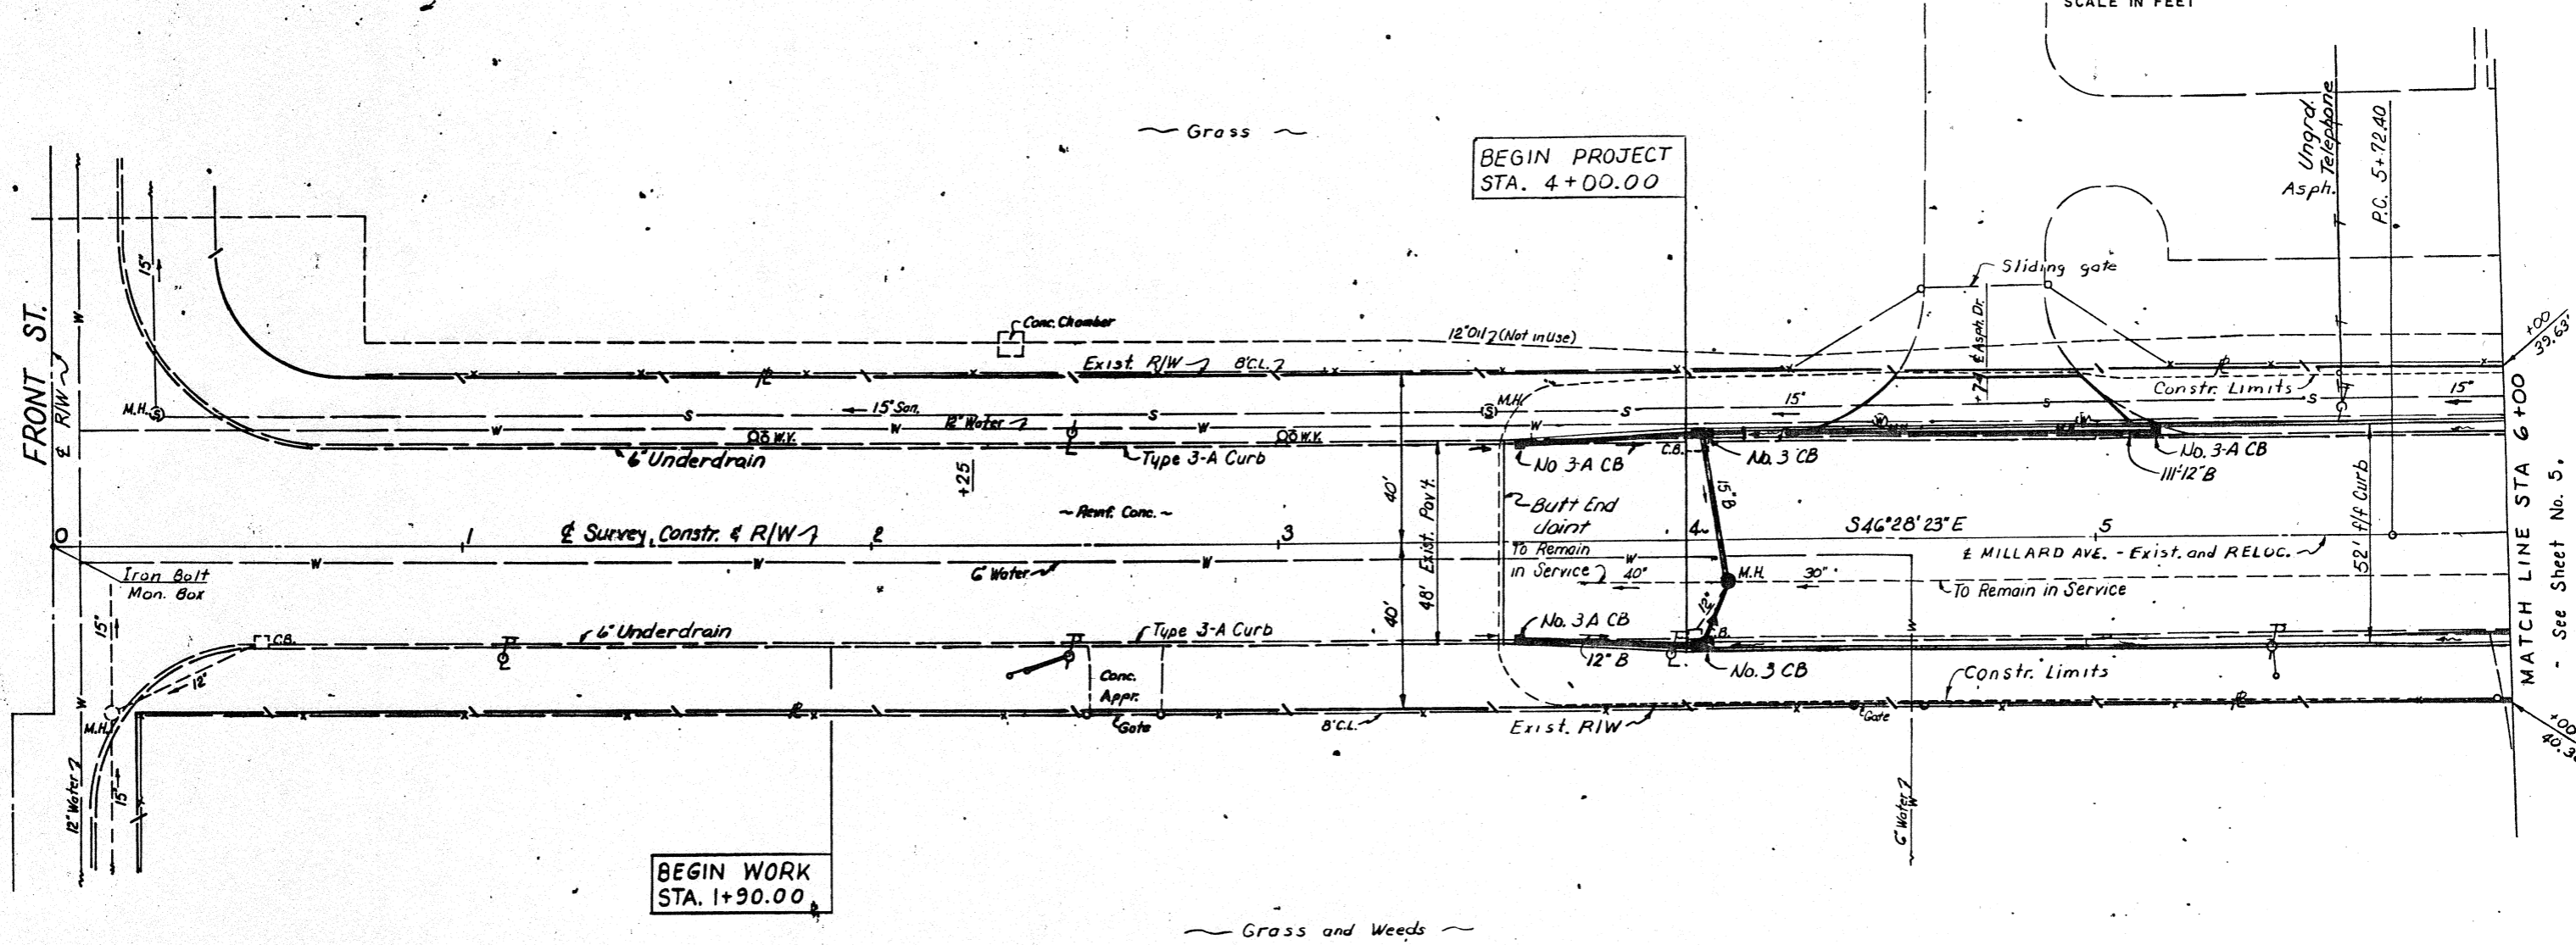 SCALE IN FEET
Grass
BEGIN PROJECT
STA. 4+00.00
Ungrd.
Telephone
Asph.
P.C. 5+72.40
Sliding gate
+74 ℄ Asph. Dr.
15"
FRONT ST.
℄ R/W
W
Conc. Chamber
12" Oil (Not in Use)
Exist. R/W
8' C.L.
+00
39.63'
Constr. Limits
15"
M.H.
S
15" San.
12" Water
M.H.
15"
W.V.
W.V.
6" Underdrain
Type 3-A Curb
No 3-A CB
C.B.
No. 3 CB
No. 3-A CB
111'-12" B
+25
40'
48' Exist. Pav't.
Butt End
Joint
15" B
~ Reinf. Conc. ~
0
1
℄ Survey, Constr. & R/W
2
3
4
S46°28'23"E
5
℄ MILLARD AVE. - Exist. and RELOC.
52' f/f Curb
MATCH LINE STA 6+00
- See Sheet No. 5.
To Remain
in Service
40"
M.H.
30"
To Remain in Service
6" Water
Iron Bolt
Mon. Box
15"
C.B.
6" Underdrain
Type 3-A Curb
40'
No. 3A CB
12"
12" B
No. 3 CB
12"
Conc.
Appr.
Gate
8' C.L.
Exist. R/W
Constr. Limits
Gate
M.H.
12" Water
15"
6" Water
+00
BEGIN WORK
STA. 1+90.00
Grass and Weeds